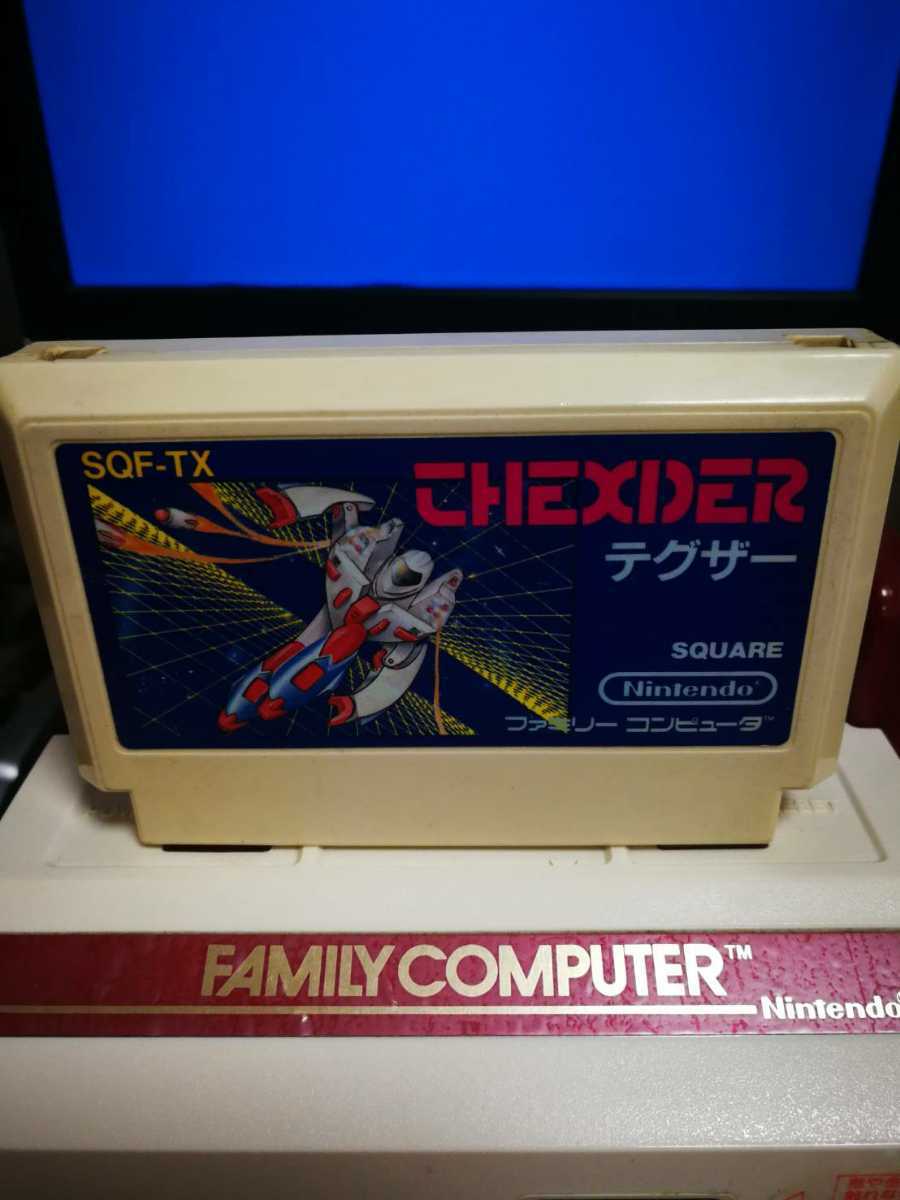 SQF-TX
THEXDER
テグザー
SQUARE
Nintendo®
ファミリー コンピュータ™
FAMILY COMPUTER™
Nintendo®